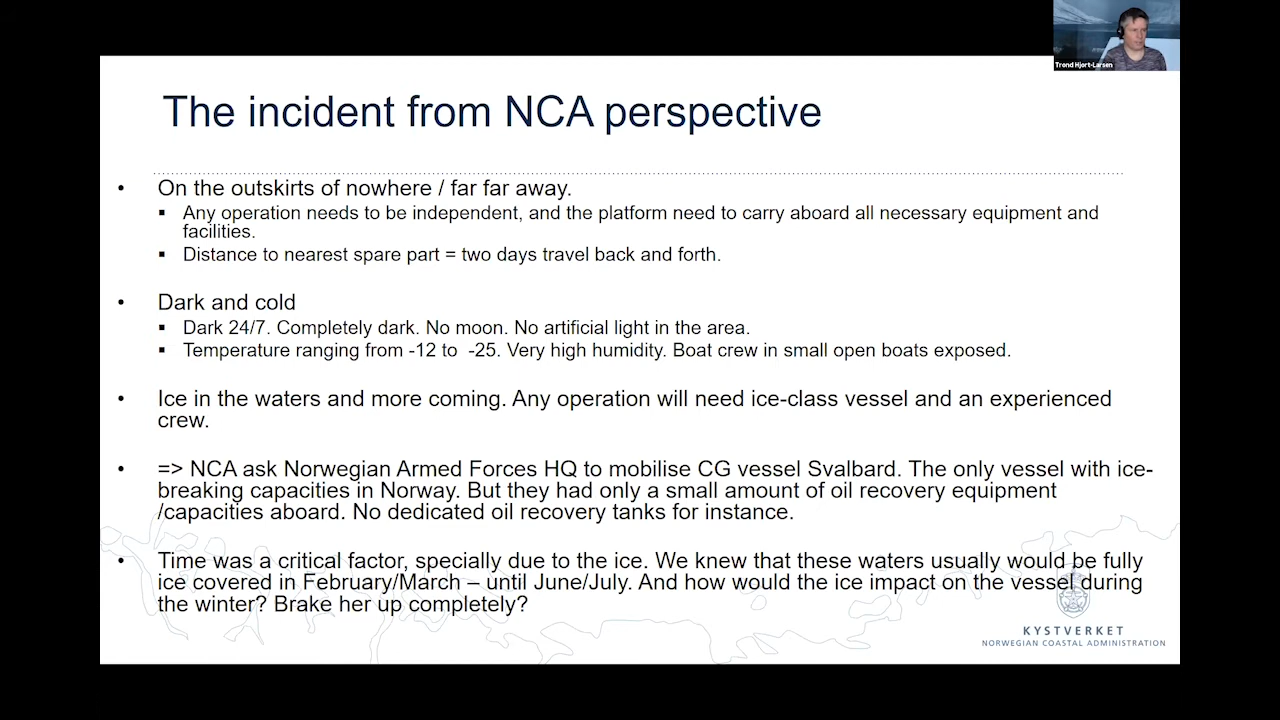 Trond Hjort-Larsen
The incident from NCA perspective
• On the outskirts of nowhere / far far away.
▪ Any operation needs to be independent, and the platform need to carry aboard all necessary equipment and
facilities.
▪ Distance to nearest spare part = two days travel back and forth.
• Dark and cold
▪ Dark 24/7. Completely dark. No moon. No artificial light in the area.
▪ Temperature ranging from -12 to -25. Very high humidity. Boat crew in small open boats exposed.
• Ice in the waters and more coming. Any operation will need ice-class vessel and an experienced
crew.
• => NCA ask Norwegian Armed Forces HQ to mobilise CG vessel Svalbard. The only vessel with ice-
breaking capacities in Norway. But they had only a small amount of oil recovery equipment
/capacities aboard. No dedicated oil recovery tanks for instance.
• Time was a critical factor, specially due to the ice. We knew that these waters usually would be fully
ice covered in February/March – until June/July. And how would the ice impact on the vessel during
the winter? Brake her up completely?
KYSTVERKET
NORWEGIAN COASTAL ADMINISTRATION